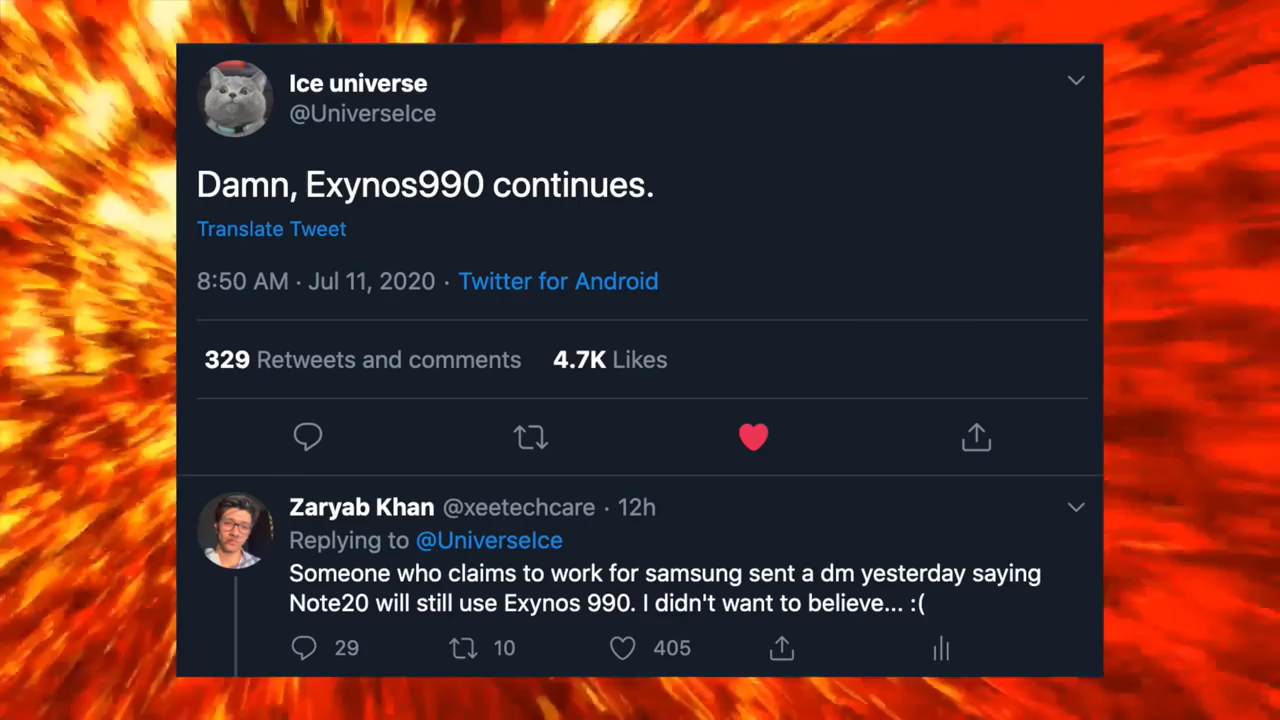 Ice universe
@UniverseIce
Damn, Exynos990 continues.
Translate Tweet
8:50 AM · Jul 11, 2020 · Twitter for Android
329 Retweets and comments 4.7K Likes
Zaryab Khan @xeetechcare · 12h
Replying to @UniverseIce
Someone who claims to work for samsung sent a dm yesterday saying
Note20 will still use Exynos 990. I didn't want to believe... :(
29 10 405